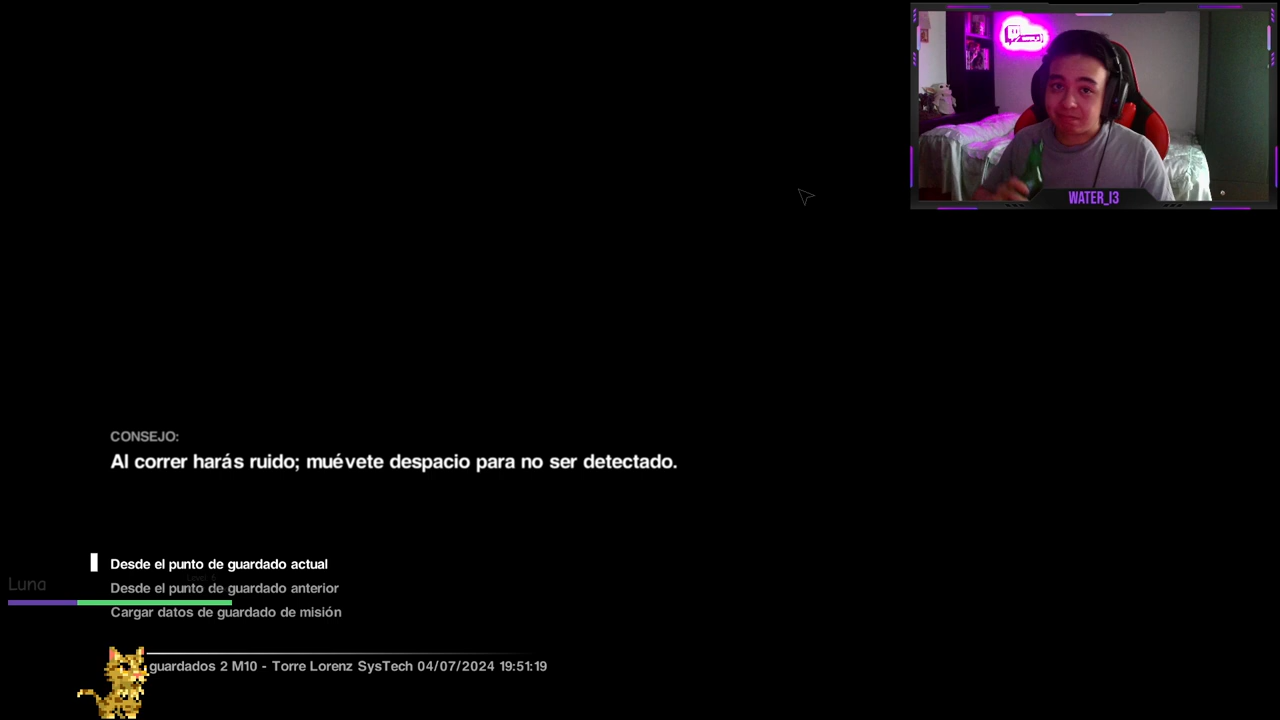 WATER_I3
CONSEJO:
Al correr harás ruido; muévete despacio para no ser detectado.
Desde el punto de guardado actual
Luna
Desde el punto de guardado anterior
Cargar datos de guardado de misión
guardados 2 M10 - Torre Lorenz SysTech 04/07/2024 19:51:19